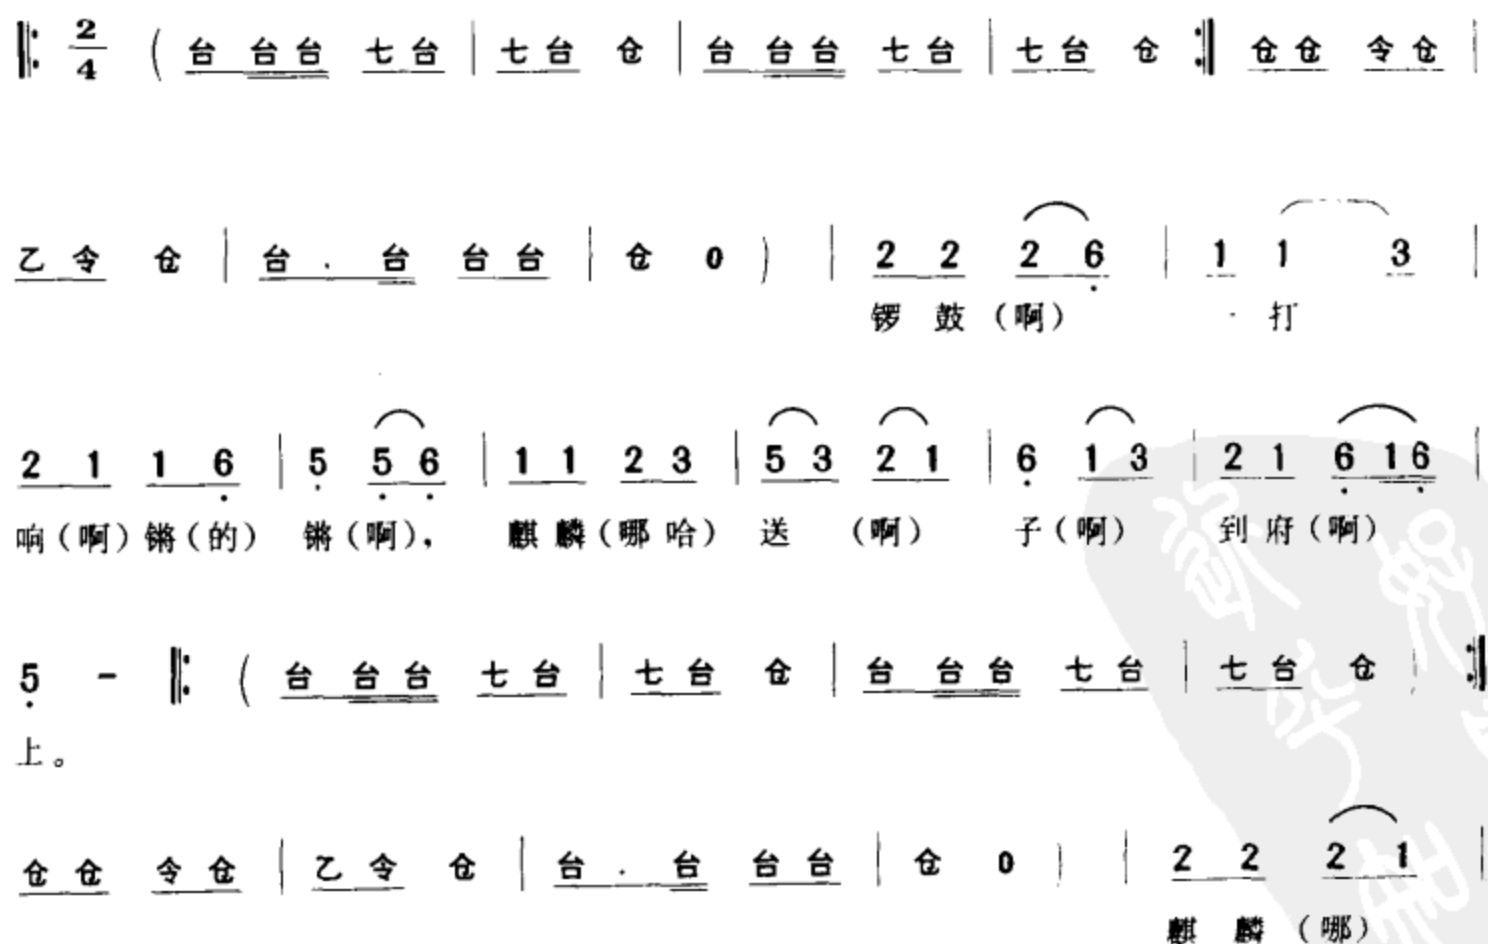 2/4 ( 台 台 台 七 台 | 七 台 仓 | 台 台 台 七 台 | 七 台 仓 :‖ 仓 仓 令 仓 |
乙 令 仓 | 台 . 台 台 台 | 仓 0 ) | 2 2 2 6 | 1 1 3 |
锣 鼓 (啊) 打
2 1 1 6 | 5 5 6 | 1 1 2 3 | 5 3 2 1 | 6 1 3 | 2 1 6 1 6 |
响 (啊) 锵 (的) 锵 (啊), 麒 麟 (哪 哈) 送 (啊) 子 (啊) 到 府 (啊)
5 - ‖: ( 台 台 台 七 台 | 七 台 仓 | 台 台 台 七 台 | 七 台 仓 :‖
上。
仓 仓 令 仓 | 乙 令 仓 | 台 . 台 台 台 | 仓 0 ) | 2 2 2 1 |
麒 麟 (哪)